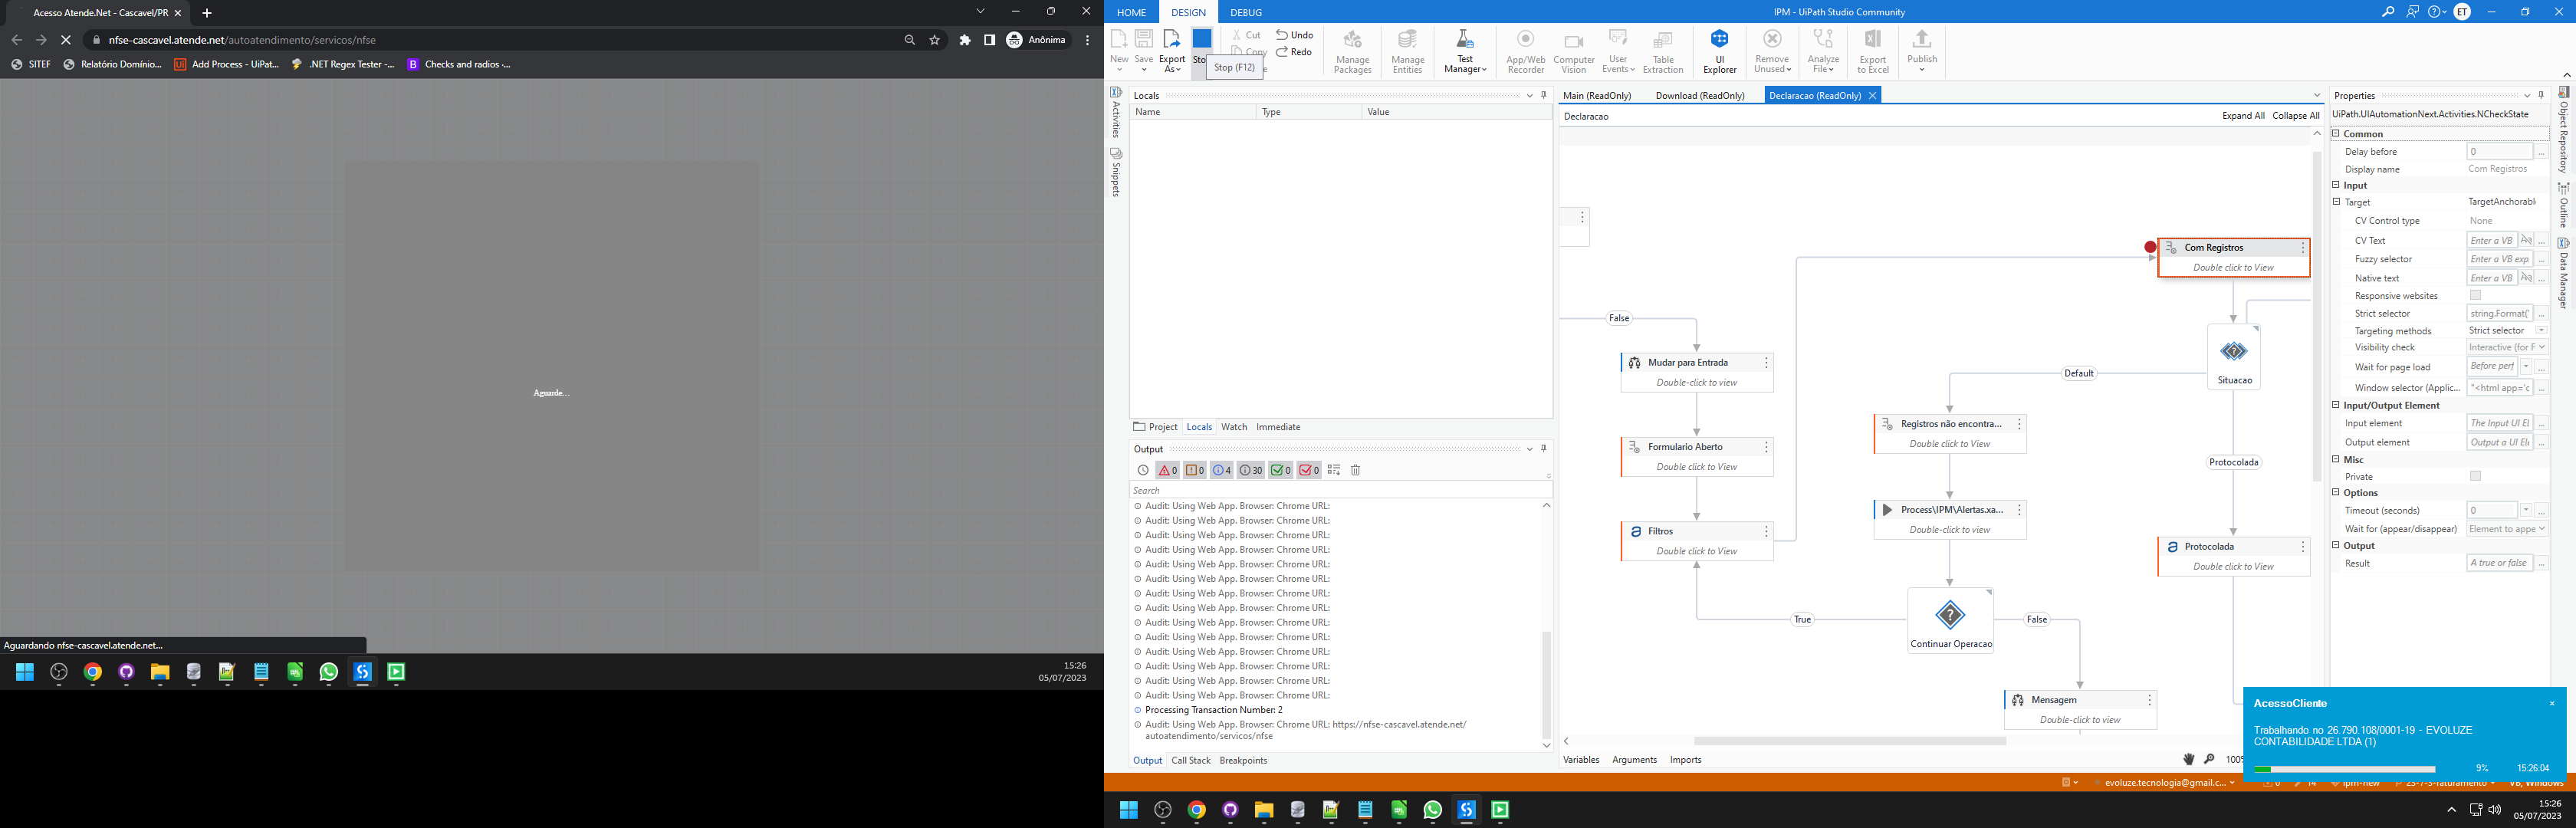 Acesso Atende.Net - Cascavel/PR
nfse-cascavel.atende.net/autoatendimento/servicos/nfse
Anônima
SITEF
Relatório Domínio...
Add Process - UiPat...
.NET Regex Tester -...
Checks and radios ·...
Aguarde...
Aguardando nfse-cascavel.atende.net...
15:26
05/07/2023
HOME
DESIGN
DEBUG
IPM - UiPath Studio Community
ET
New
Save
Export As
Stop (F12)
Cut
Copy
Undo
Redo
Manage Packages
Manage Entities
Test Manager
App/Web Recorder
Computer Vision
User Events
Table Extraction
UI Explorer
Remove Unused
Analyze File
Export to Excel
Publish
Activities
Snippets
Locals
Name
Type
Value
Project
Locals
Watch
Immediate
Output
0
0
4
30
0
0
Search
Audit: Using Web App. Browser: Chrome URL:
Audit: Using Web App. Browser: Chrome URL:
Audit: Using Web App. Browser: Chrome URL:
Audit: Using Web App. Browser: Chrome URL:
Audit: Using Web App. Browser: Chrome URL:
Audit: Using Web App. Browser: Chrome URL:
Audit: Using Web App. Browser: Chrome URL:
Audit: Using Web App. Browser: Chrome URL:
Audit: Using Web App. Browser: Chrome URL:
Audit: Using Web App. Browser: Chrome URL:
Audit: Using Web App. Browser: Chrome URL:
Audit: Using Web App. Browser: Chrome URL:
Audit: Using Web App. Browser: Chrome URL:
Audit: Using Web App. Browser: Chrome URL:
Processing Transaction Number: 2
Audit: Using Web App. Browser: Chrome URL: https://nfse-cascavel.atende.net/
autoatendimento/servicos/nfse
Output
Call Stack
Breakpoints
Main (ReadOnly)
Download (ReadOnly)
Declaracao (ReadOnly)
Declaracao
Expand All
Collapse All
Com Registros
Double click to View
False
Mudar para Entrada
Double-click to view
Situacao
Default
Registros não encontra...
Double click to View
Formulario Aberto
Double click to View
Protocolada
Process\IPM\Alertas.xa...
Double-click to view
Filtros
Double click to View
Protocolada
Double click to View
True
Continuar Operacao
False
Mensagem
Double-click to view
Variables
Arguments
Imports
100%
Properties
UiPath.UIAutomationNext.Activities.NCheckState
Common
Delay before
0
Display name
Com Registros
Input
Target
TargetAnchorabl
CV Control type
None
CV Text
Enter a VB
Fuzzy selector
Enter a VB exp
Native text
Enter a VB
Responsive websites
Strict selector
string.Format("
Targeting methods
Strict selector
Visibility check
Interactive (for F
Wait for page load
Before perf
Window selector (Applic...
"<html app='c
Input/Output Element
Input element
The Input UI El
Output element
Output a UI Ele
Misc
Private
Options
Timeout (seconds)
0
Wait for (appear/disappear)
Element to appe
Output
Result
A true or false
Object Repository
Outline
Data Manager
AcessoCliente
Trabalhando no 26.790.108/0001-19 - EVOLUZE
CONTABILIDADE LTDA (1)
9%
15:26:04
evoluze.tecnologia@gmail.c...
0
14
ipm-new
23-7-3-faturamento
VB, Windows
15:26
05/07/2023